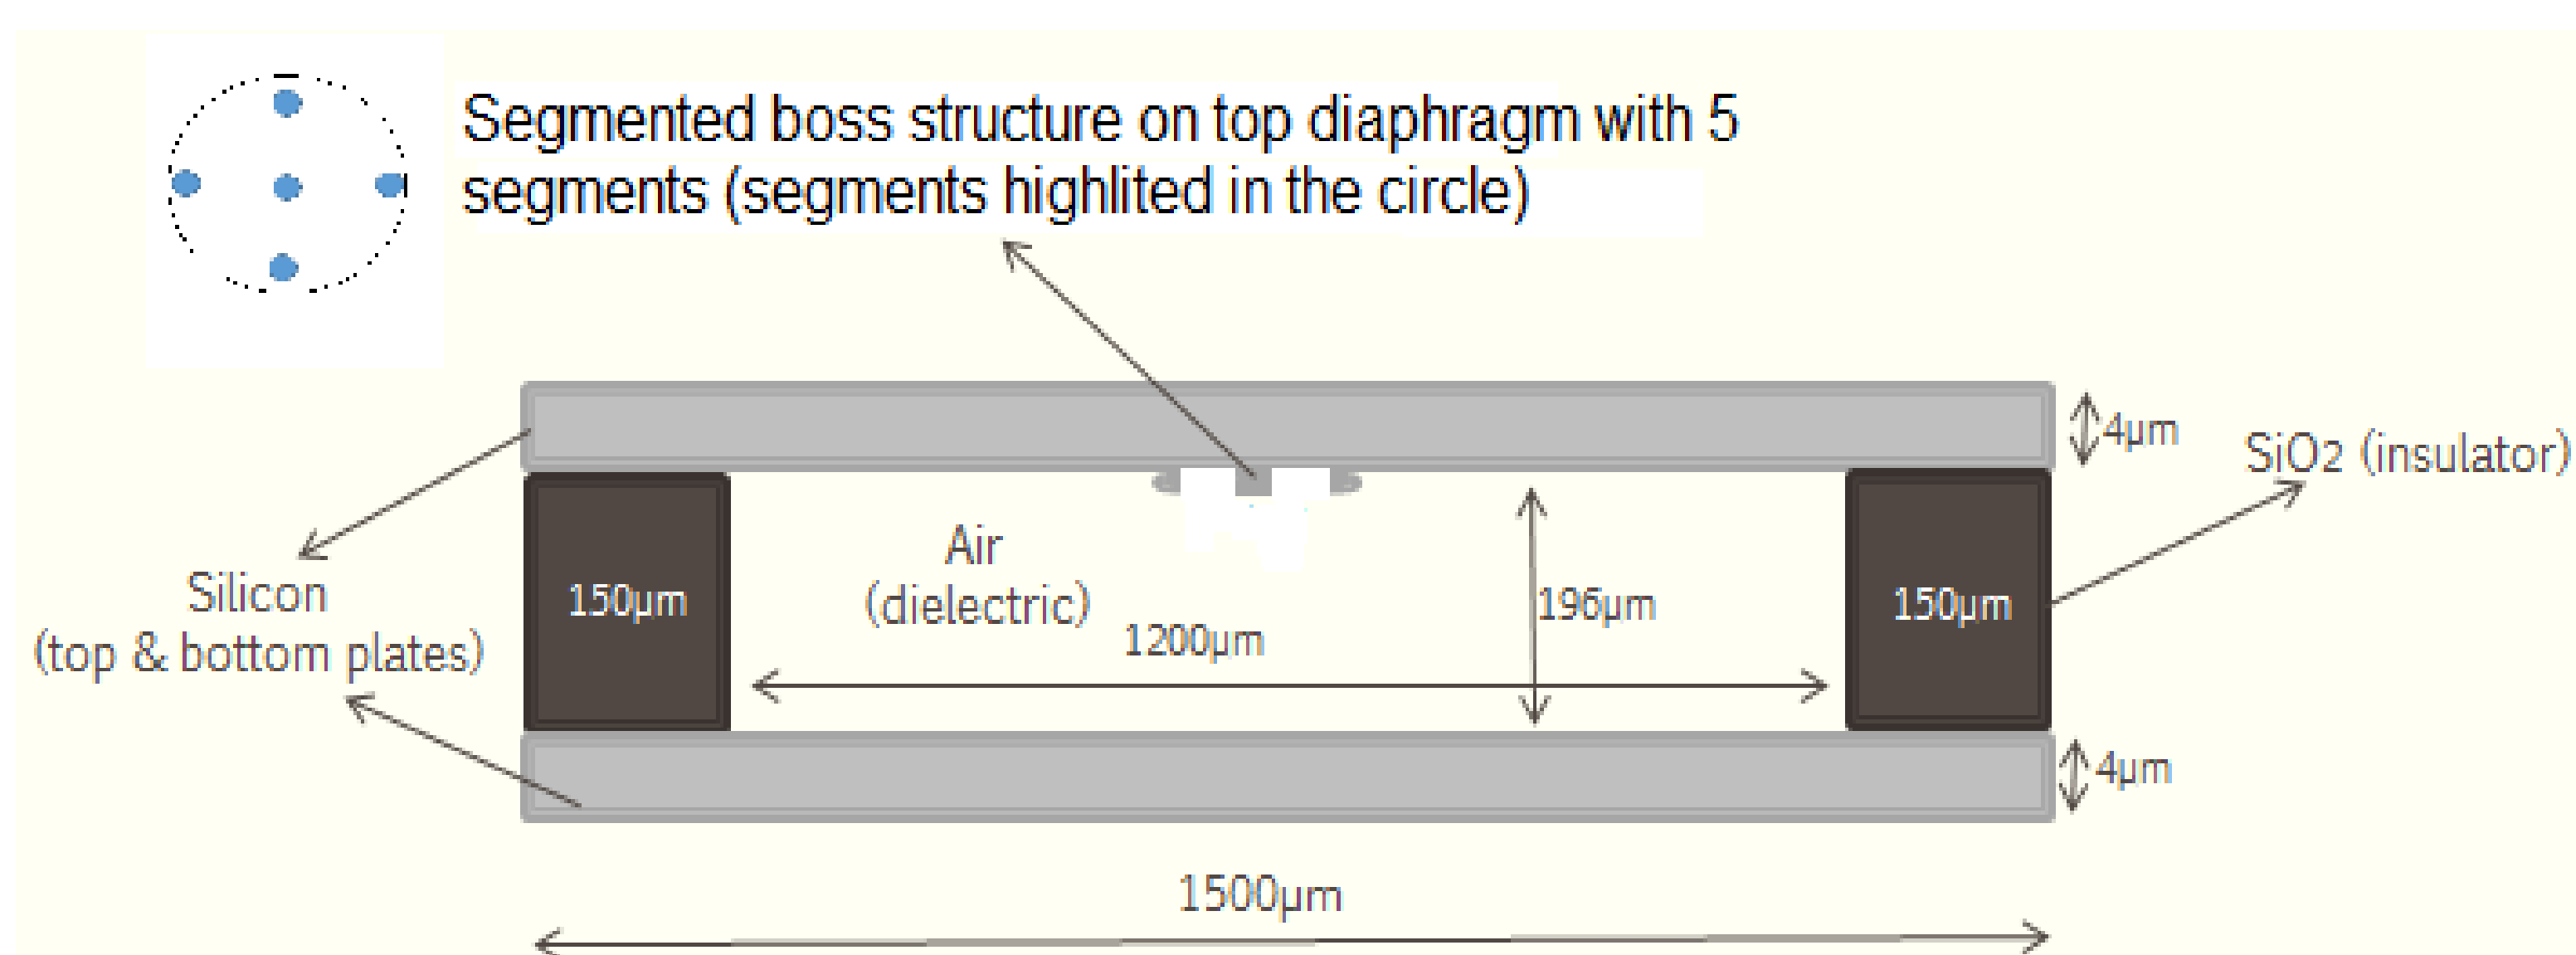 Segmented boss structure on top diaphragm with 5
segments (segments highlited in the circle)
4µm
SiO2 (insulator)
Air
(dielectric)
Silicon
(top & bottom plates)
150µm
1200µm
196µm
150µm
4µm
1500µm